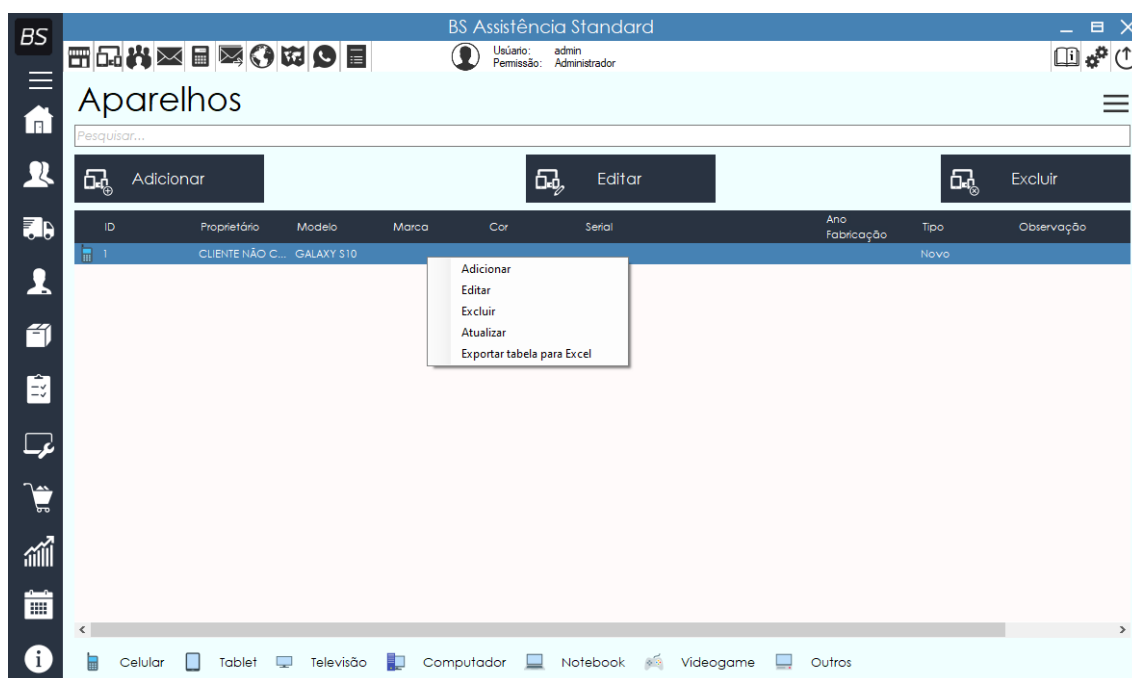 BS
BS Assistência Standard
Usúario: admin
Permissão: Administrador
Aparelhos
Pesquisar...
Adicionar
Editar
Excluir
ID Proprietário Modelo Marca Cor Serial Ano Fabricação Tipo Observação
1 CLIENTE NÃO C... GALAXY S10 Novo
Adicionar
Editar
Excluir
Atualizar
Exportar tabela para Excel
Celular Tablet Televisão Computador Notebook Videogame Outros